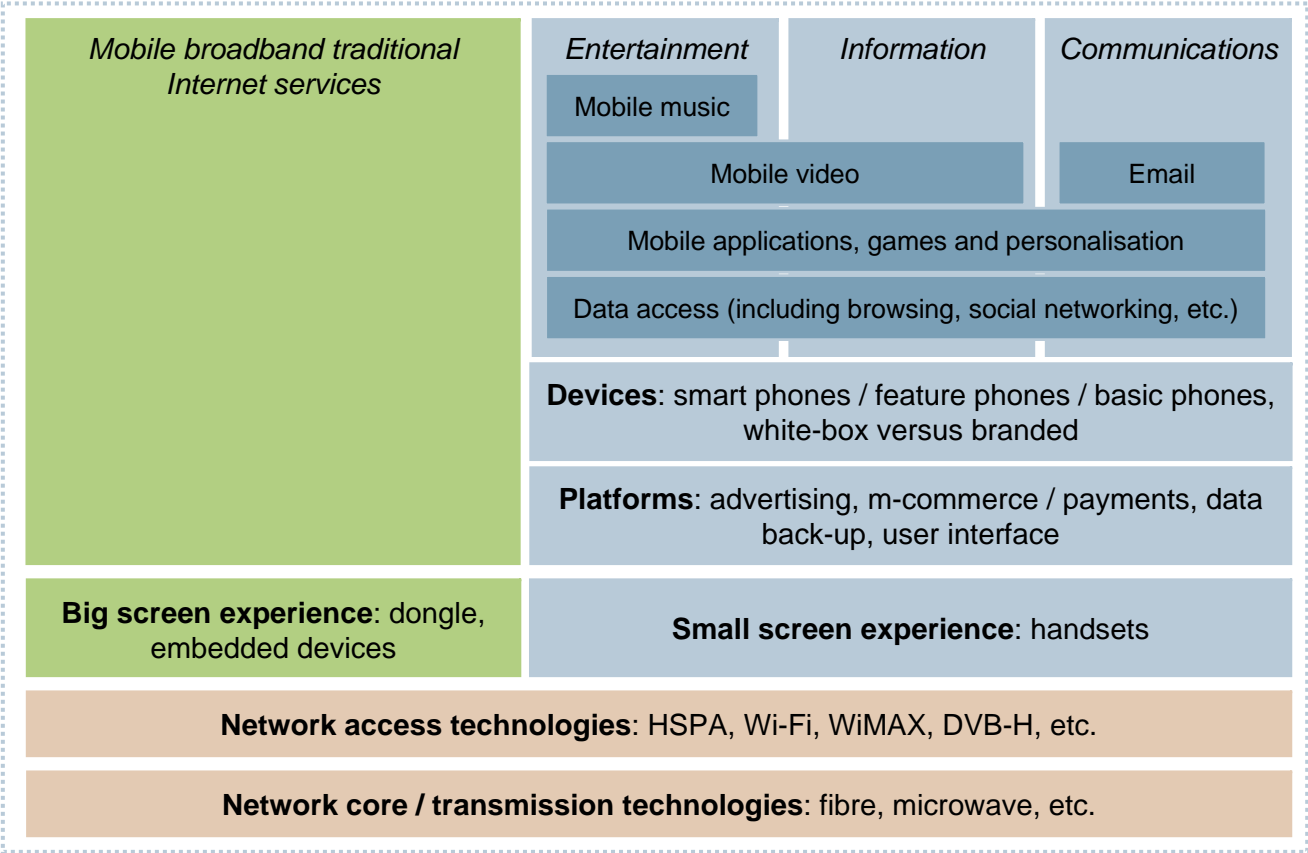 Mobile broadband traditional
Internet services
Entertainment
Information
Communications
Mobile music
Mobile video
Email
Mobile applications, games and personalisation
Data access (including browsing, social networking, etc.)
Devices: smart phones / feature phones / basic phones,
white-box versus branded
Platforms: advertising, m-commerce / payments, data
back-up, user interface
Big screen experience: dongle,
embedded devices
Small screen experience: handsets
Network access technologies: HSPA, Wi-Fi, WiMAX, DVB-H, etc.
Network core / transmission technologies: fibre, microwave, etc.